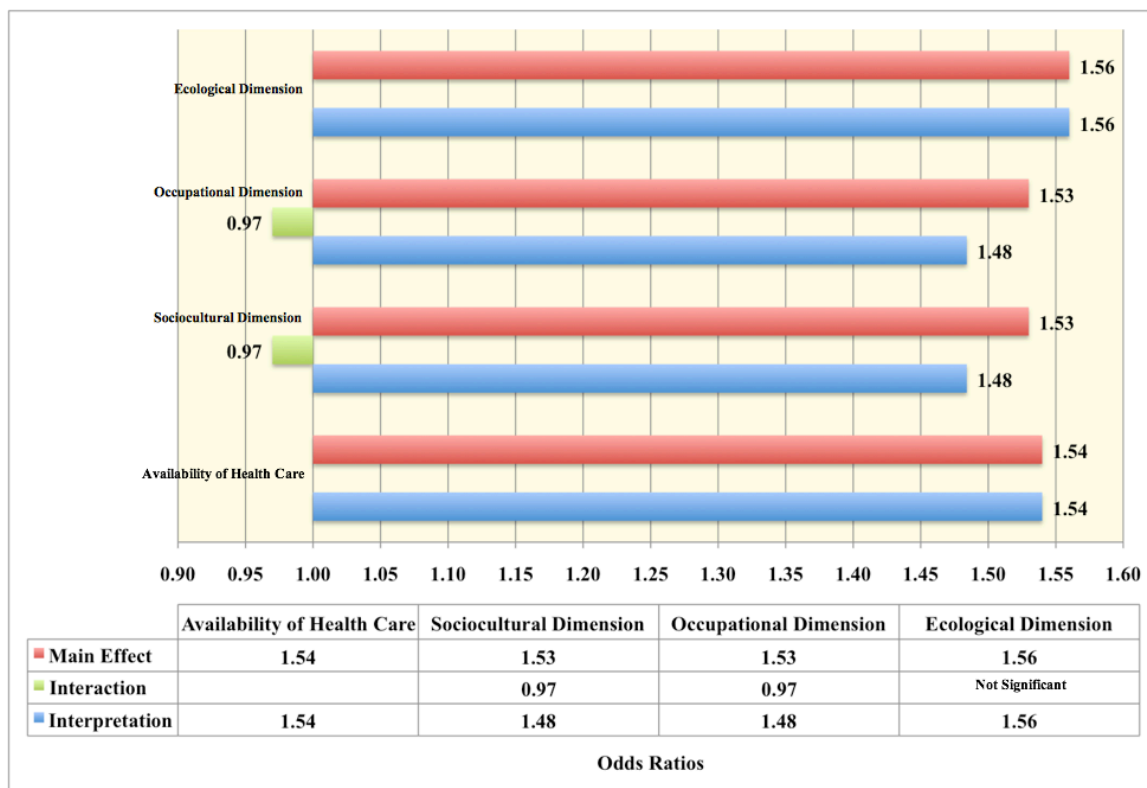 1.56
Ecological Dimension
1.56
Occupational Dimension
1.53
0.97
1.48
Sociocultural Dimension
1.53
0.97
1.48
1.54
Availability of Health Care
1.54
0.90 0.95 1.00 1.05 1.10 1.15 1.20 1.25 1.30 1.35 1.40 1.45 1.50 1.55 1.60
Availability of Health Care Sociocultural Dimension Occupational Dimension Ecological Dimension
Main Effect 1.54 1.53 1.53 1.56
Interaction 0.97 0.97 Not Significant
Interpretation 1.54 1.48 1.48 1.56
Odds Ratios